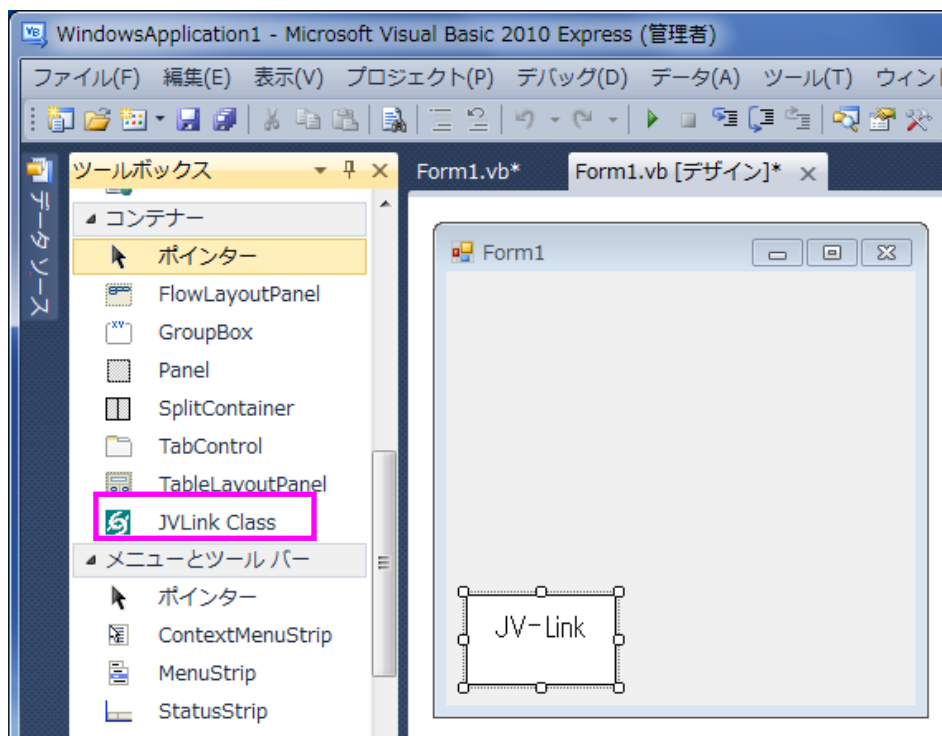 WindowsApplication1 - Microsoft Visual Basic 2010 Express (管理者)
ファイル(F) 編集(E) 表示(V) プロジェクト(P) デバッグ(D) データ(A) ツール(T) ウィン
データ ソース
ツールボックス
Form1.vb*
Form1.vb [デザイン]*
コンテナー
ポインター
FlowLayoutPanel
GroupBox
Panel
SplitContainer
TabControl
TableLayoutPanel
JVLink Class
メニューとツール バー
ポインター
ContextMenuStrip
MenuStrip
StatusStrip
Form1
JV-Link